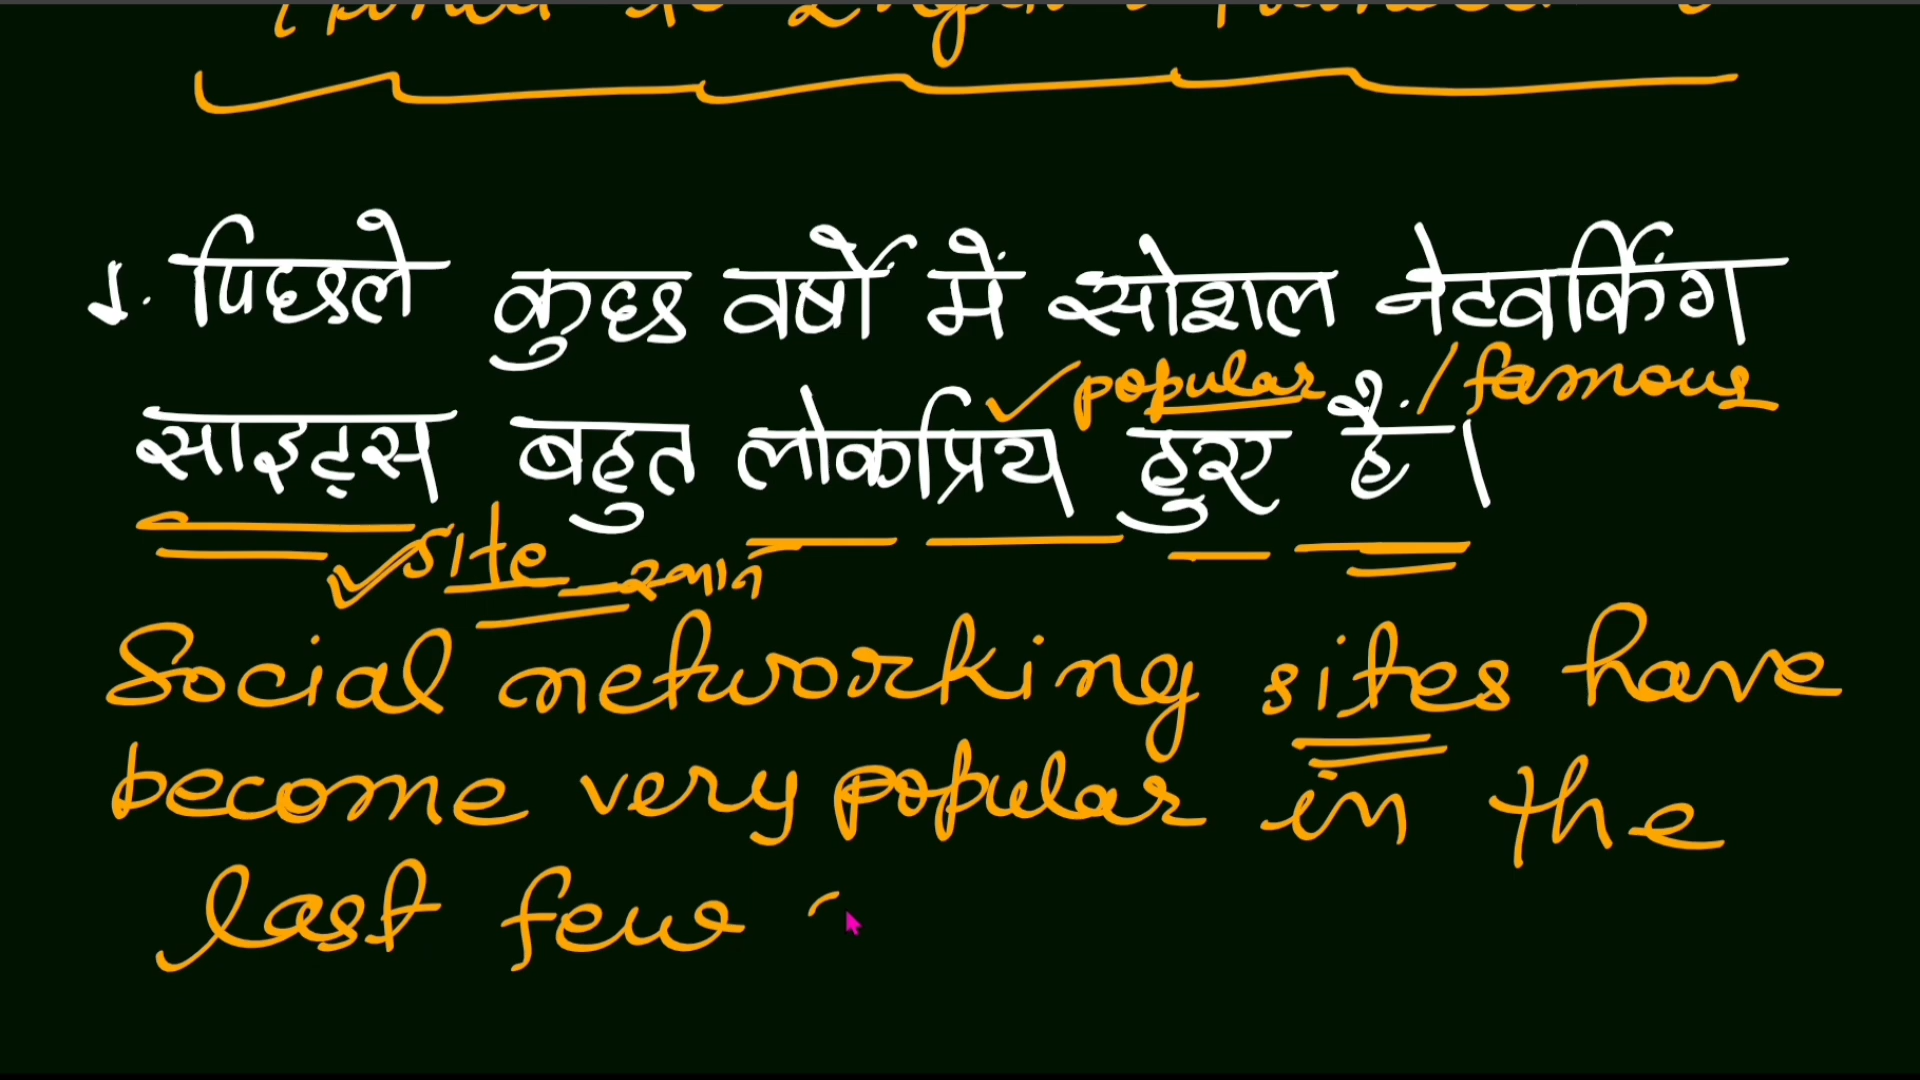 1. पिछले कुछ वर्षो में सोशल नेटवर्किंग
✓popular / famous
साइट्स बहुत लोकप्रिय हुए है।
✓site
Social networking sites have
become very popular in the
last few